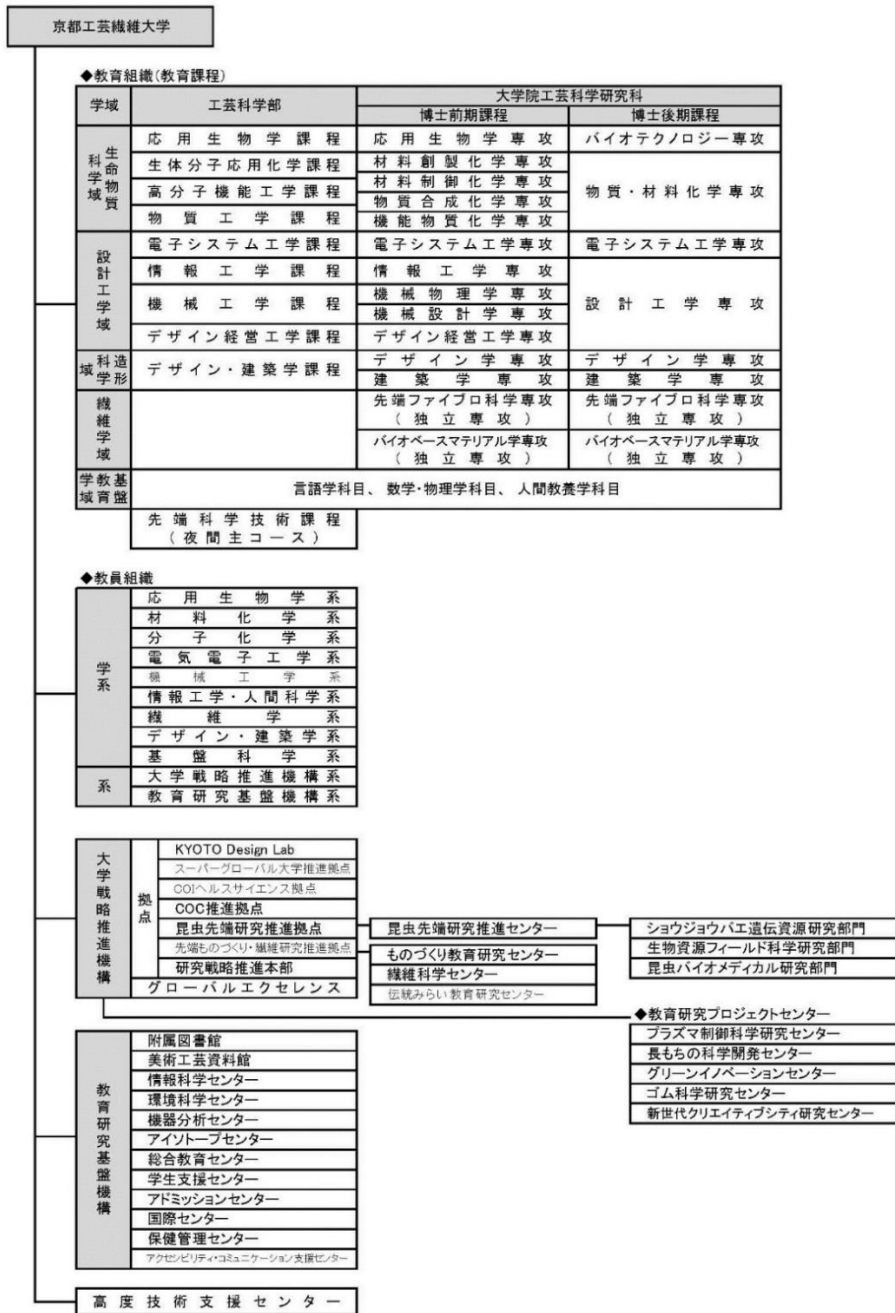 京都工芸繊維大学
◆教育組織(教育課程)
学域
工芸科学部
大学院工芸科学研究科
博士前期課程
博士後期課程
生命物質科学域
応用生物学課程
応用生物学専攻
バイオテクノロジー専攻
生体分子応用化学課程
高分子機能工学課程
物質工学課程
材料創製化学専攻
材料制御化学専攻
物質合成化学専攻
機能物質化学専攻
物質・材料化学専攻
設計工学域
電子システム工学課程
電子システム工学専攻
電子システム工学専攻
情報工学課程
情報工学専攻
機械工学課程
機械物理学専攻
機械設計学専攻
設計工学専攻
デザイン経営工学課程
デザイン経営工学専攻
造形科学域
デザイン・建築学課程
デザイン学専攻
デザイン学専攻
建築学専攻
建築学専攻
繊維学域
先端ファイブロ科学専攻
(独立専攻)
先端ファイブロ科学専攻
(独立専攻)
バイオベースマテリアル学専攻
(独立専攻)
バイオベースマテリアル学専攻
(独立専攻)
基盤教育学域
言語学科目、数学・物理学科目、人間教養学科目
先端科学技術課程
(夜間主コース)
◆教員組織
学系
応用生物学系
材料化学系
分子化学系
電気電子工学系
機械工学系
情報工学・人間科学系
繊維学系
デザイン・建築学系
基盤科学系
系
大学戦略推進機構系
教育研究基盤機構系
大学戦略推進機構
拠点
KYOTO Design Lab
スーパーグローバル大学推進拠点
COIヘルスサイエンス拠点
COC推進拠点
昆虫先端研究推進拠点
先端ものづくり・繊維研究推進拠点
研究戦略推進本部
グローバルエクセレンス
昆虫先端研究推進センター
ものづくり教育研究センター
繊維科学センター
伝統みらい教育研究センター
ショウジョウバエ遺伝資源研究部門
生物資源フィールド科学研究部門
昆虫バイオメディカル研究部門
◆教育研究プロジェクトセンター
プラズマ制御科学研究センター
長もちの科学開発センター
グリーンイノベーションセンター
ゴム科学研究センター
新世代クリエイティブシティ研究センター
教育研究基盤機構
附属図書館
美術工芸資料館
情報科学センター
環境科学センター
機器分析センター
アイソトープセンター
総合教育センター
学生支援センター
アドミッションセンター
国際センター
保健管理センター
アクセシビリティ・コミュニケーション支援センター
高度技術支援センター